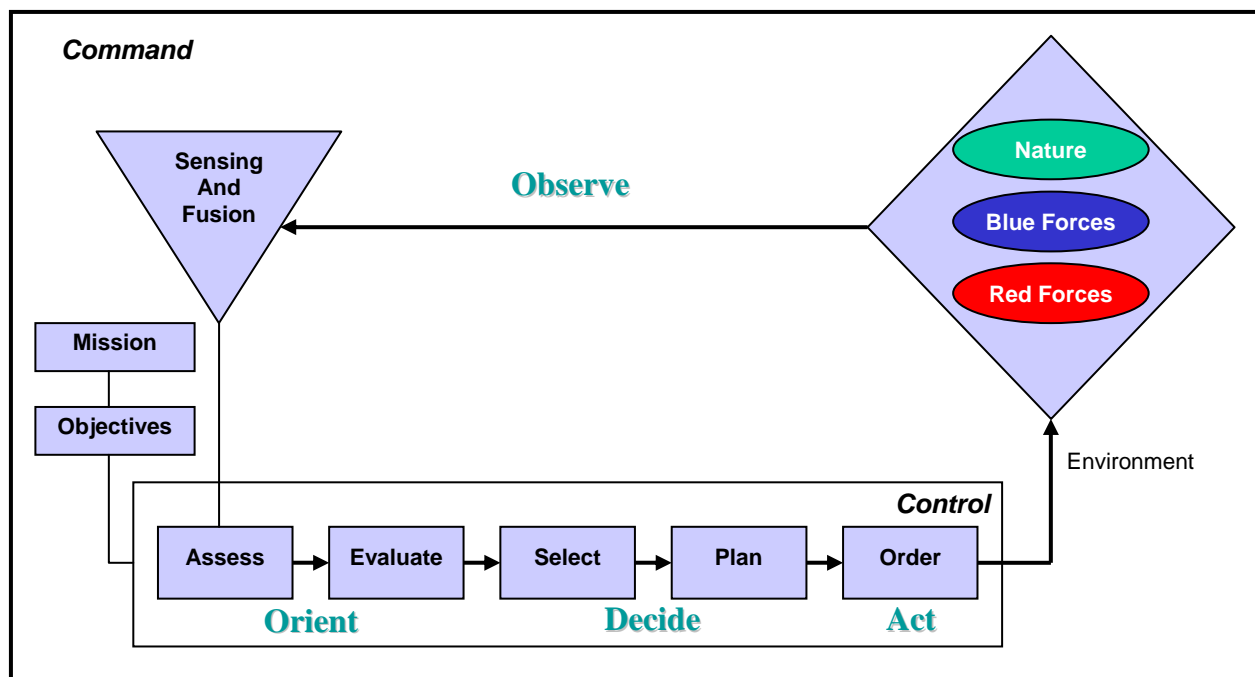 Command
Sensing
And
Fusion
Observe
Nature
Blue Forces
Red Forces
Mission
Objectives
Environment
Control
Assess
Evaluate
Select
Plan
Order
Orient
Decide
Act